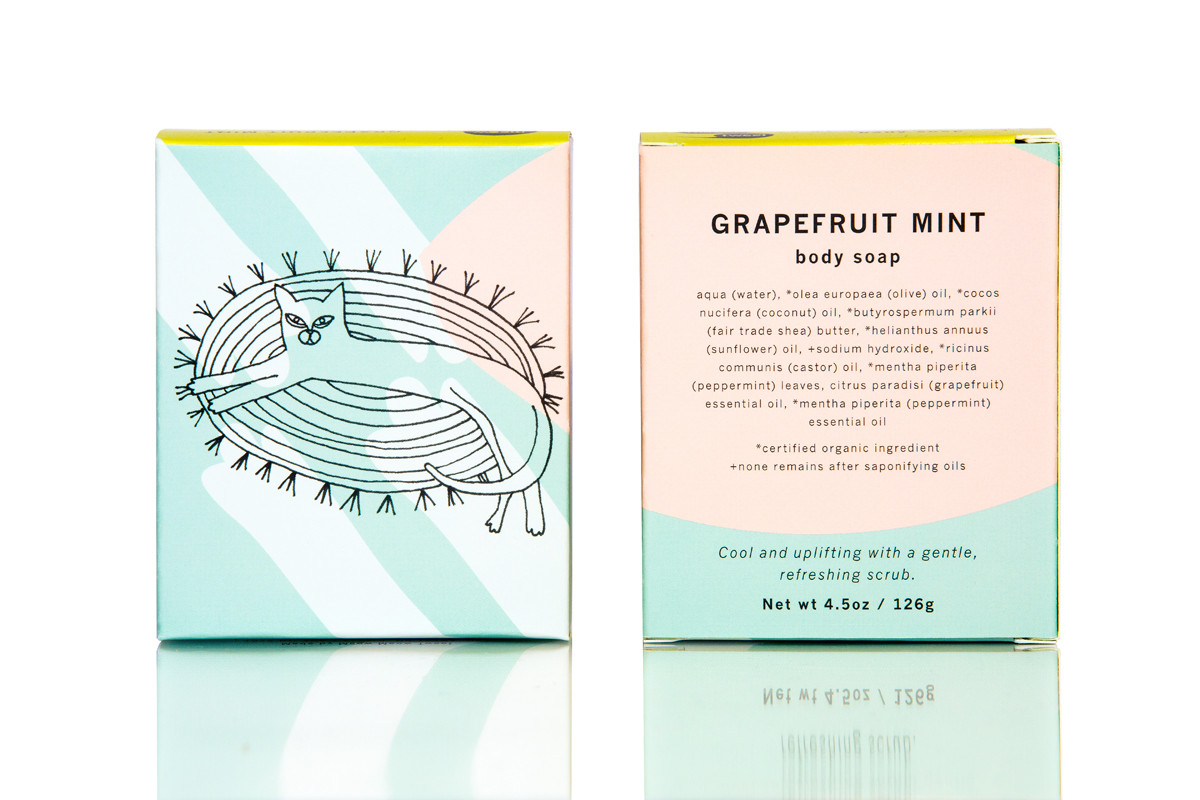 GRAPEFRUIT MINT
body soap
aqua (water), *olea europaea (olive) oil, *cocos
nucifera (coconut) oil, *butyrospermum parkii
(fair trade shea) butter, *helianthus annuus
(sunflower) oil, +sodium hydroxide, *ricinus
communis (castor) oil, *mentha piperita
(peppermint) leaves, citrus paradisi (grapefruit)
essential oil, *mentha piperita (peppermint)
essential oil
*certified organic ingredient
+none remains after saponifying oils
Cool and uplifting with a gentle,
refreshing scrub.
Net wt 4.5oz / 126g